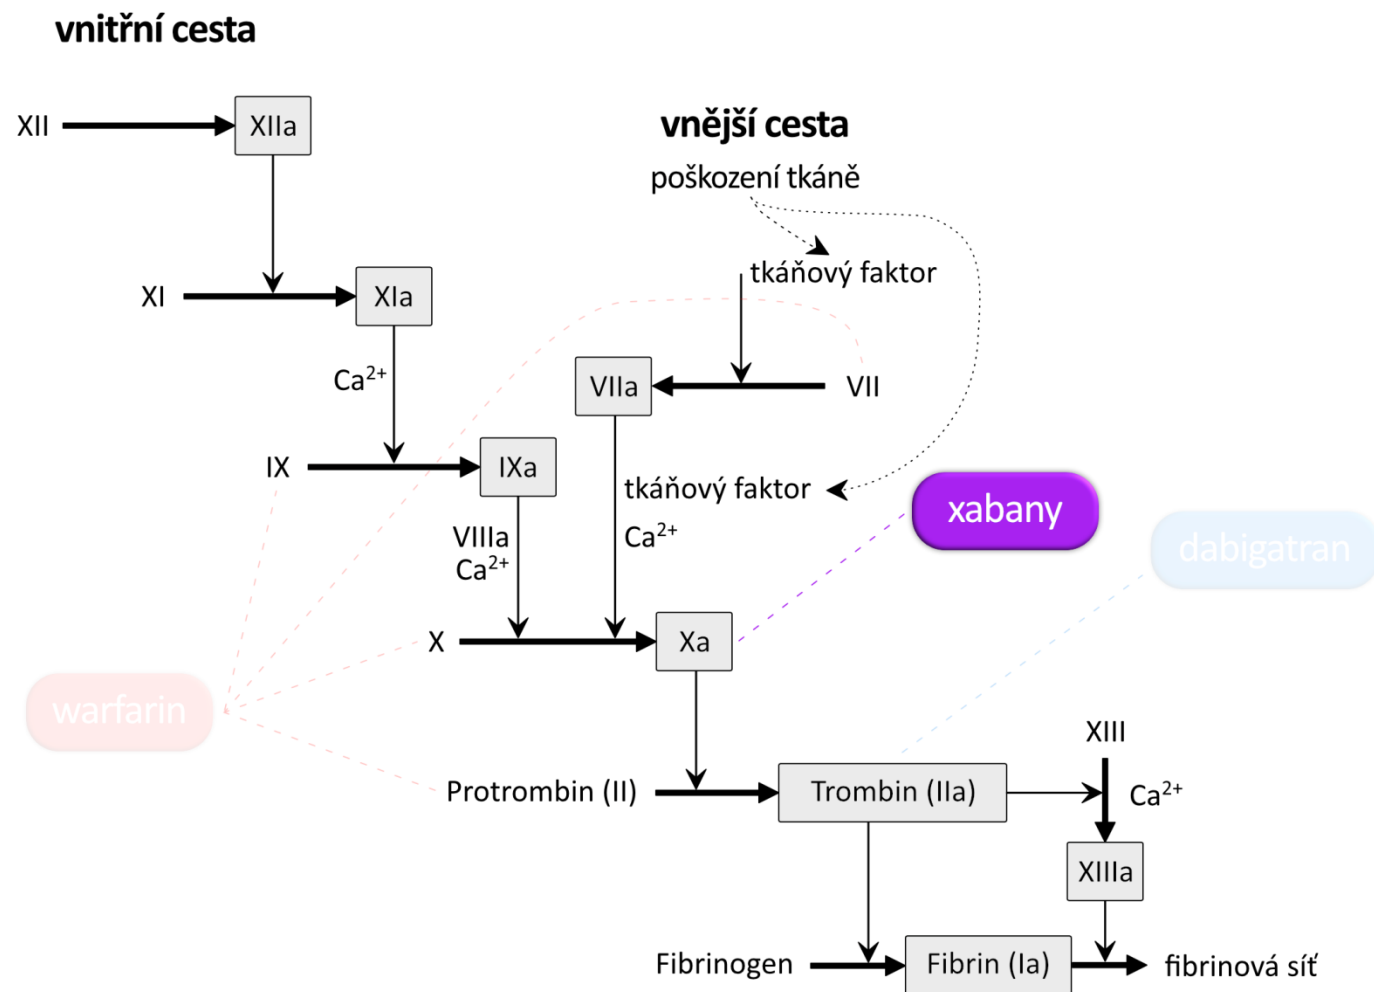 vnitřní cesta
XII
XIIa
vnější cesta
poškození tkáně
tkáňový faktor
XI
XIa
Ca²⁺
VIIa
VII
IX
IXa
tkáňový faktor
VIIIa
Ca²⁺
Ca²⁺
xabany
dabigatran
X
Xa
warfarin
XIII
Protrombin (II)
Trombin (IIa)
Ca²⁺
XIIIa
Fibrinogen
Fibrin (Ia)
fibrinová síť